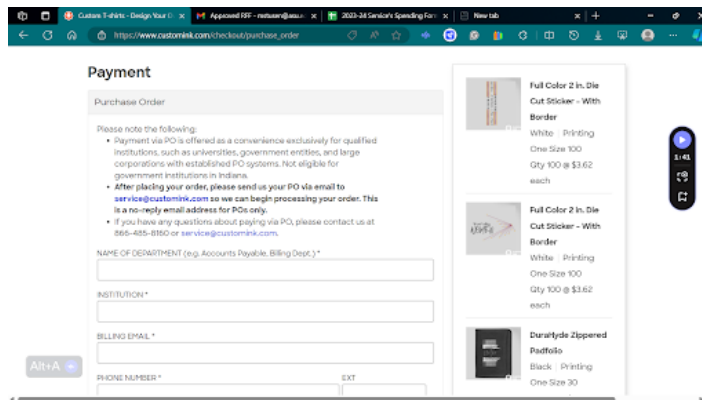 Custom T-shirts - Design Your O
Approved RFF - mstusen@asu.e
2023-24 Senator's Spending Form
New tab
https://www.customink.com/checkout/purchase_order
Payment
Purchase Order
Please note the following:
• Payment via PO is offered as a convenience exclusively for qualified
institutions, such as universities, government entities, and large
corporations with established PO systems. Not eligible for
government institutions in Indiana.
• After placing your order, please send us your PO via email to
service@customink.com so we can begin processing your order. This
is a no-reply email address for POs only.
• If you have any questions about paying via PO, please contact us at
866-485-8160 or service@customink.com.
NAME OF DEPARTMENT (e.g. Accounts Payable, Billing Dept.) *
INSTITUTION *
BILLING EMAIL *
PHONE NUMBER *
EXT
Full Color 2 in. Die
Cut Sticker - With
Border
White | Printing
One Size 100
Qty 100 @ $3.62
each
Full Color 2 in. Die
Cut Sticker - With
Border
White | Printing
One Size 100
Qty 100 @ $3.62
each
DuraHyde Zippered
Padfolio
Black | Printing
One Size 30
1:41
Alt+A